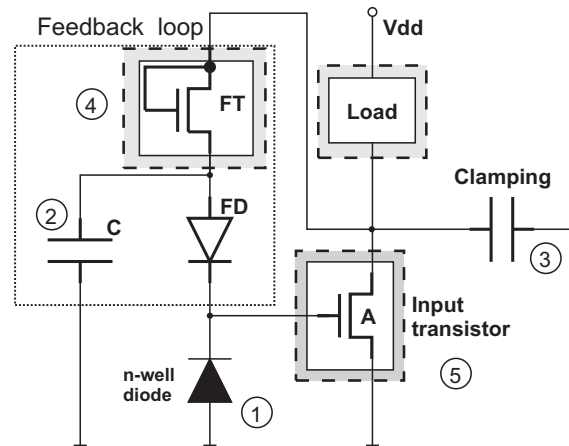 Feedback loop
Vdd
4
FT
Load
Clamping
2
C
FD
3
A
Input
transistor
n-well
diode
1
5